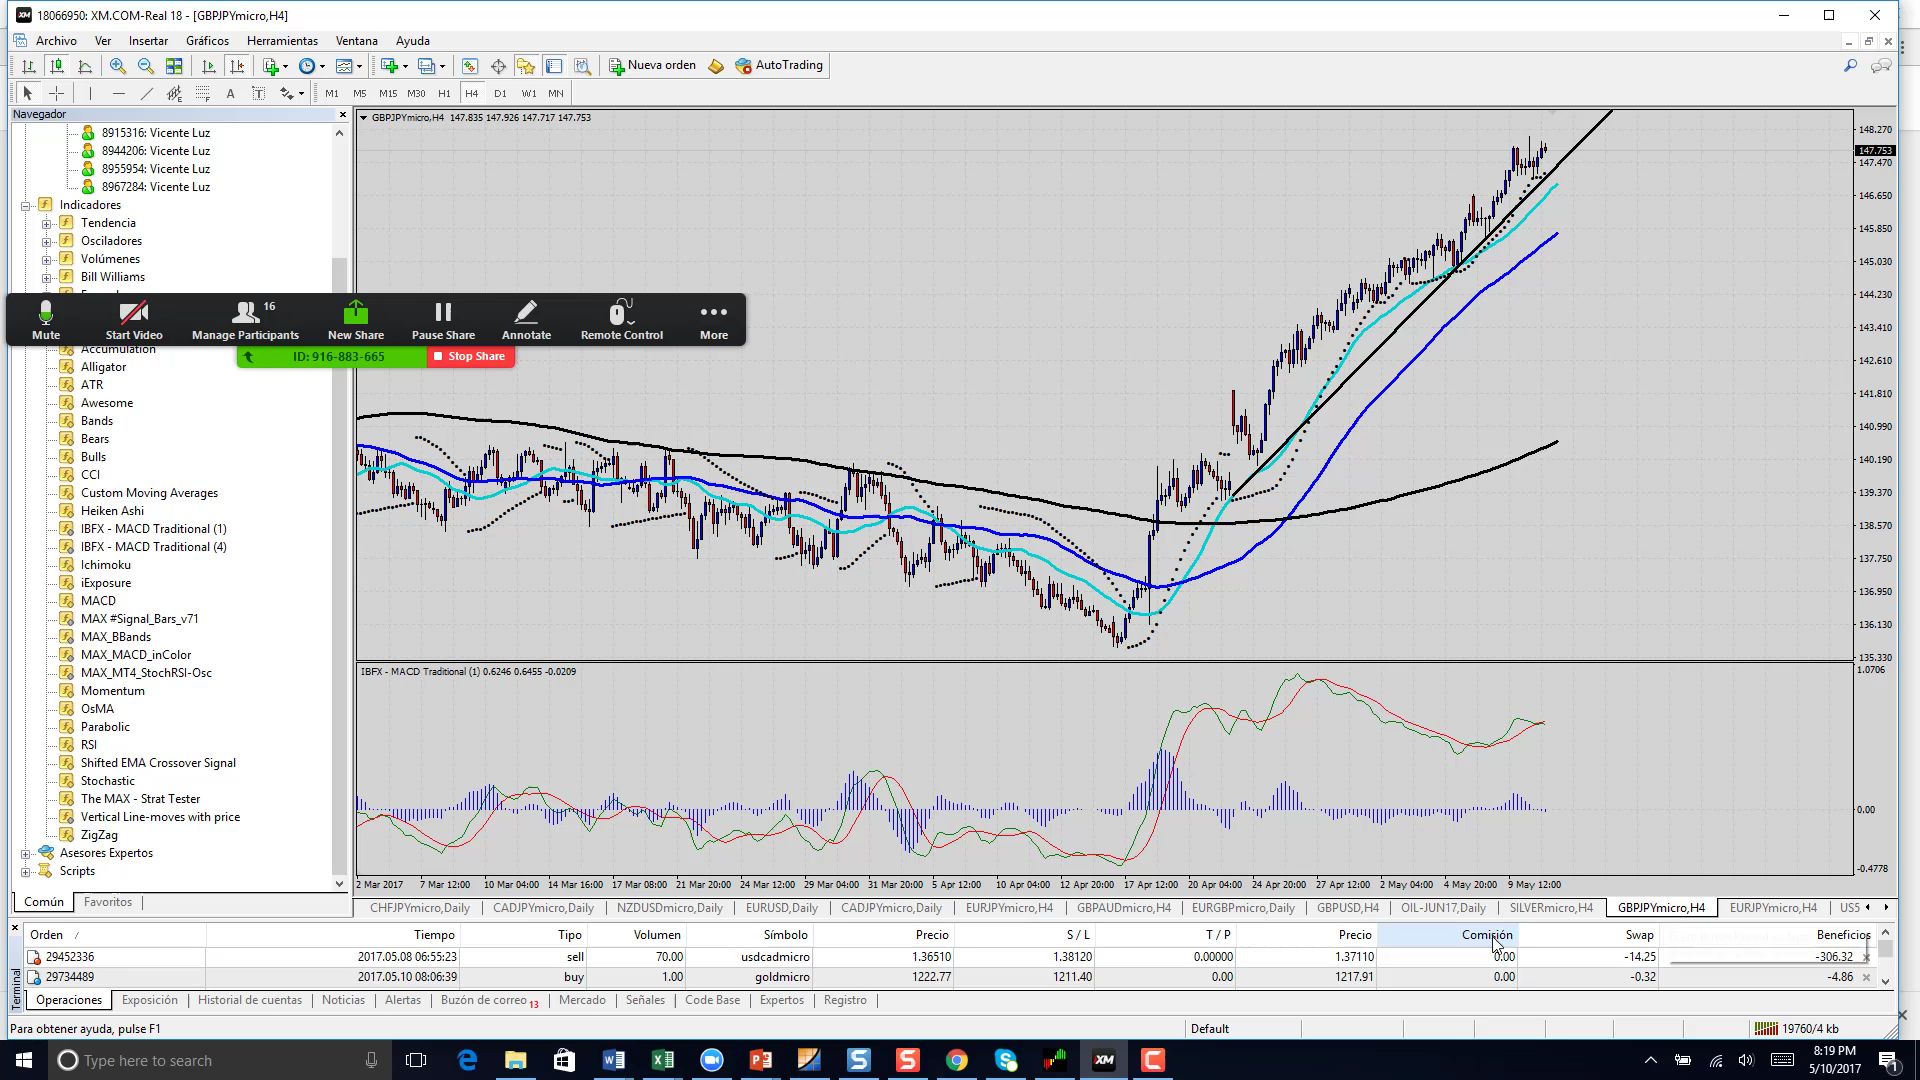 18066950: XM.COM-Real 18 - [GBPJPYmicro,H4]
Archivo Ver Insertar Gráficos Herramientas Ventana Ayuda
Nueva orden AutoTrading
A T M1 M5 M15 M30 H1 H4 D1 W1 MN
Navegador
8915316: Vicente Luz
8944206: Vicente Luz
8955954: Vicente Luz
8967284: Vicente Luz
Indicadores
Tendencia
Osciladores
Volúmenes
Bill Williams
Mute Start Video Manage Participants 16 New Share Pause Share Annotate Remote Control More
ID: 916-883-665 Stop Share
Accumulation
Alligator
ATR
Awesome
Bands
Bears
Bulls
CCI
Custom Moving Averages
Heiken Ashi
IBFX - MACD Traditional (1)
IBFX - MACD Traditional (4)
Ichimoku
iExposure
MACD
MAX #Signal_Bars_v71
MAX_BBands
MAX_MACD_inColor
MAX_MT4_StochRSI-Osc
Momentum
OsMA
Parabolic
RSI
Shifted EMA Crossover Signal
Stochastic
The MAX - Strat Tester
Vertical Line-moves with price
ZigZag
Asesores Expertos
Scripts
Común Favoritos
GBPJPYmicro,H4 147.835 147.926 147.717 147.753
148.270
147.753
147.470
146.650
145.850
145.030
144.230
143.410
142.610
141.810
140.990
140.190
139.370
138.570
137.750
136.950
136.130
135.330
IBFX - MACD Traditional (1) 0.6246 0.6455 -0.0209
1.0706
0.00
-0.4778
2 Mar 2017 7 Mar 12:00 10 Mar 04:00 14 Mar 16:00 17 Mar 08:00 21 Mar 20:00 24 Mar 12:00 29 Mar 04:00 31 Mar 20:00 5 Apr 12:00 10 Apr 04:00 12 Apr 20:00 17 Apr 12:00 20 Apr 04:00 24 Apr 20:00 27 Apr 12:00 2 May 04:00 4 May 20:00 9 May 12:00
CHFJPYmicro,Daily CADJPYmicro,Daily NZDUSDmicro,Daily EURUSD,Daily CADJPYmicro,Daily EURJPYmicro,H4 GBPAUDmicro,H4 EURGBPmicro,Daily GBPUSD,H4 OIL-JUN17,Daily SILVERmicro,H4 GBPJPYmicro,H4 EURJPYmicro,H4 US5
Orden / Tiempo Tipo Volumen Símbolo Precio S / L T / P Precio Comisión Swap Beneficios
29452336 2017.05.08 06:55:23 sell 70.00 usdcadmicro 1.36510 1.38120 0.00000 1.37110 0.00 -14.25 -306.32
29734489 2017.05.10 08:06:39 buy 1.00 goldmicro 1222.77 1211.40 0.00 1217.91 0.00 -0.32 -4.86
Terminal
Operaciones Exposición Historial de cuentas Noticias Alertas Buzón de correo 13 Mercado Señales Code Base Expertos Registro
Para obtener ayuda, pulse F1 Default 19760/4 kb
Type here to search
8:19 PM
5/10/2017